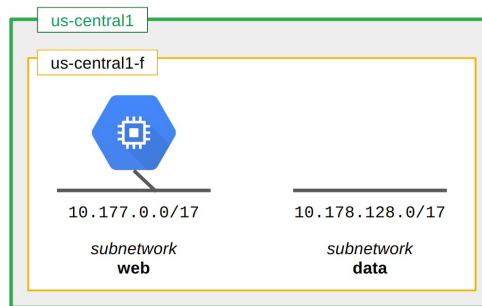 us-central1
us-central1-f
10.177.0.0/17
10.178.128.0/17
subnetwork
web
subnetwork
data